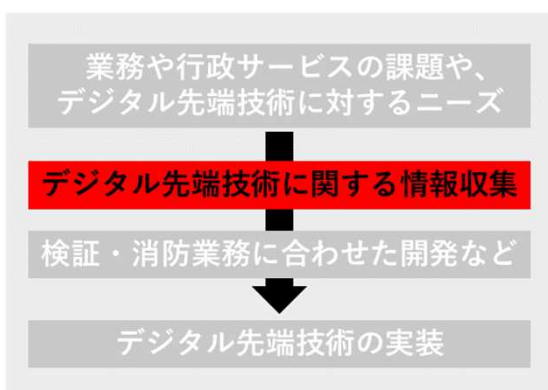 業務や行政サービスの課題や、
デジタル先端技術に対するニーズ
デジタル先端技術に関する情報収集
検証・消防業務に合わせた開発など
デジタル先端技術の実装